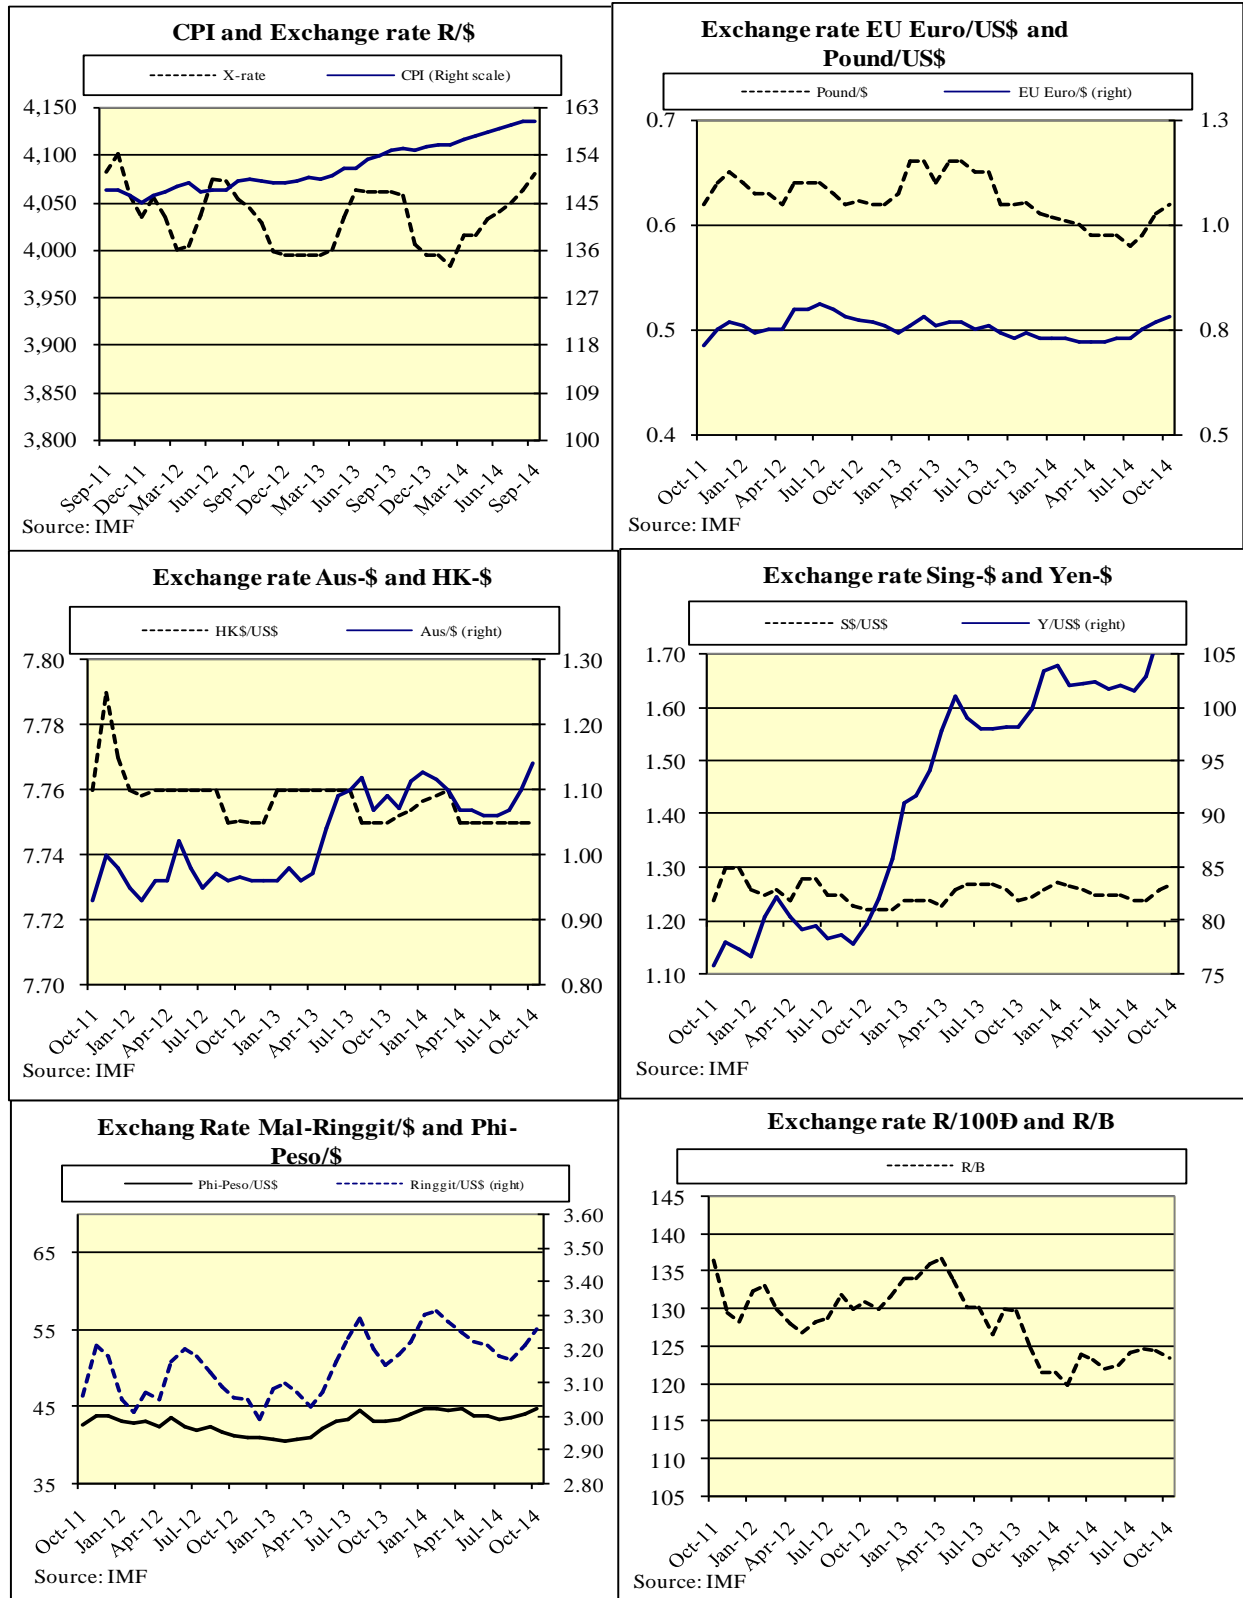 CPI and Exchange rate R/$
X-rate CPI (Right scale)
4,150 163
4,100 154
4,050 145
4,000 136
3,950 127
3,900 118
3,850 109
3,800 100
Sep-11 Dec-11 Mar-12 Jun-12 Sep-12 Dec-12 Mar-13 Jun-13 Sep-13 Dec-13 Mar-14 Jun-14 Sep-14
Source: IMF
Exchange rate EU Euro/US$ and
Pound/US$
Pound/$ EU Euro/$ (right)
0.7 1.3
0.6 1.0
0.5 0.8
0.4 0.5
Oct-11 Jan-12 Apr-12 Jul-12 Oct-12 Jan-13 Apr-13 Jul-13 Oct-13 Jan-14 Apr-14 Jul-14 Oct-14
Source: IMF
Exchange rate Aus-$ and HK-$
HK$/US$ Aus/$ (right)
7.80 1.30
7.78 1.20
7.76 1.10
7.74 1.00
7.72 0.90
7.70 0.80
Oct-11 Jan-12 Apr-12 Jul-12 Oct-12 Jan-13 Apr-13 Jul-13 Oct-13 Jan-14 Apr-14 Jul-14 Oct-14
Source: IMF
Exchange rate Sing-$ and Yen-$
S$/US$ Y/US$ (right)
1.70 105
1.60 100
1.50 95
1.40 90
1.30 85
1.20 80
1.10 75
Oct-11 Jan-12 Apr-12 Jul-12 Oct-12 Jan-13 Apr-13 Jul-13 Oct-13 Jan-14 Apr-14 Jul-14 Oct-14
Source: IMF
Exchang Rate Mal-Ringgit/$ and Phi-
Peso/$
Phi-Peso/US$ Ringgit/US$ (right)
65 3.60
55 3.50
45 3.40
35 3.30
3.20
3.10
3.00
2.90
2.80
Oct-11 Jan-12 Apr-12 Jul-12 Oct-12 Jan-13 Apr-13 Jul-13 Oct-13 Jan-14 Apr-14 Jul-14 Oct-14
Source: IMF
Exchange rate R/100Đ and R/B
R/B
145
140
135
130
125
120
115
110
105
Oct-11 Jan-12 Apr-12 Jul-12 Oct-12 Jan-13 Apr-13 Jul-13 Oct-13 Jan-14 Apr-14 Jul-14 Oct-14
Source: IMF